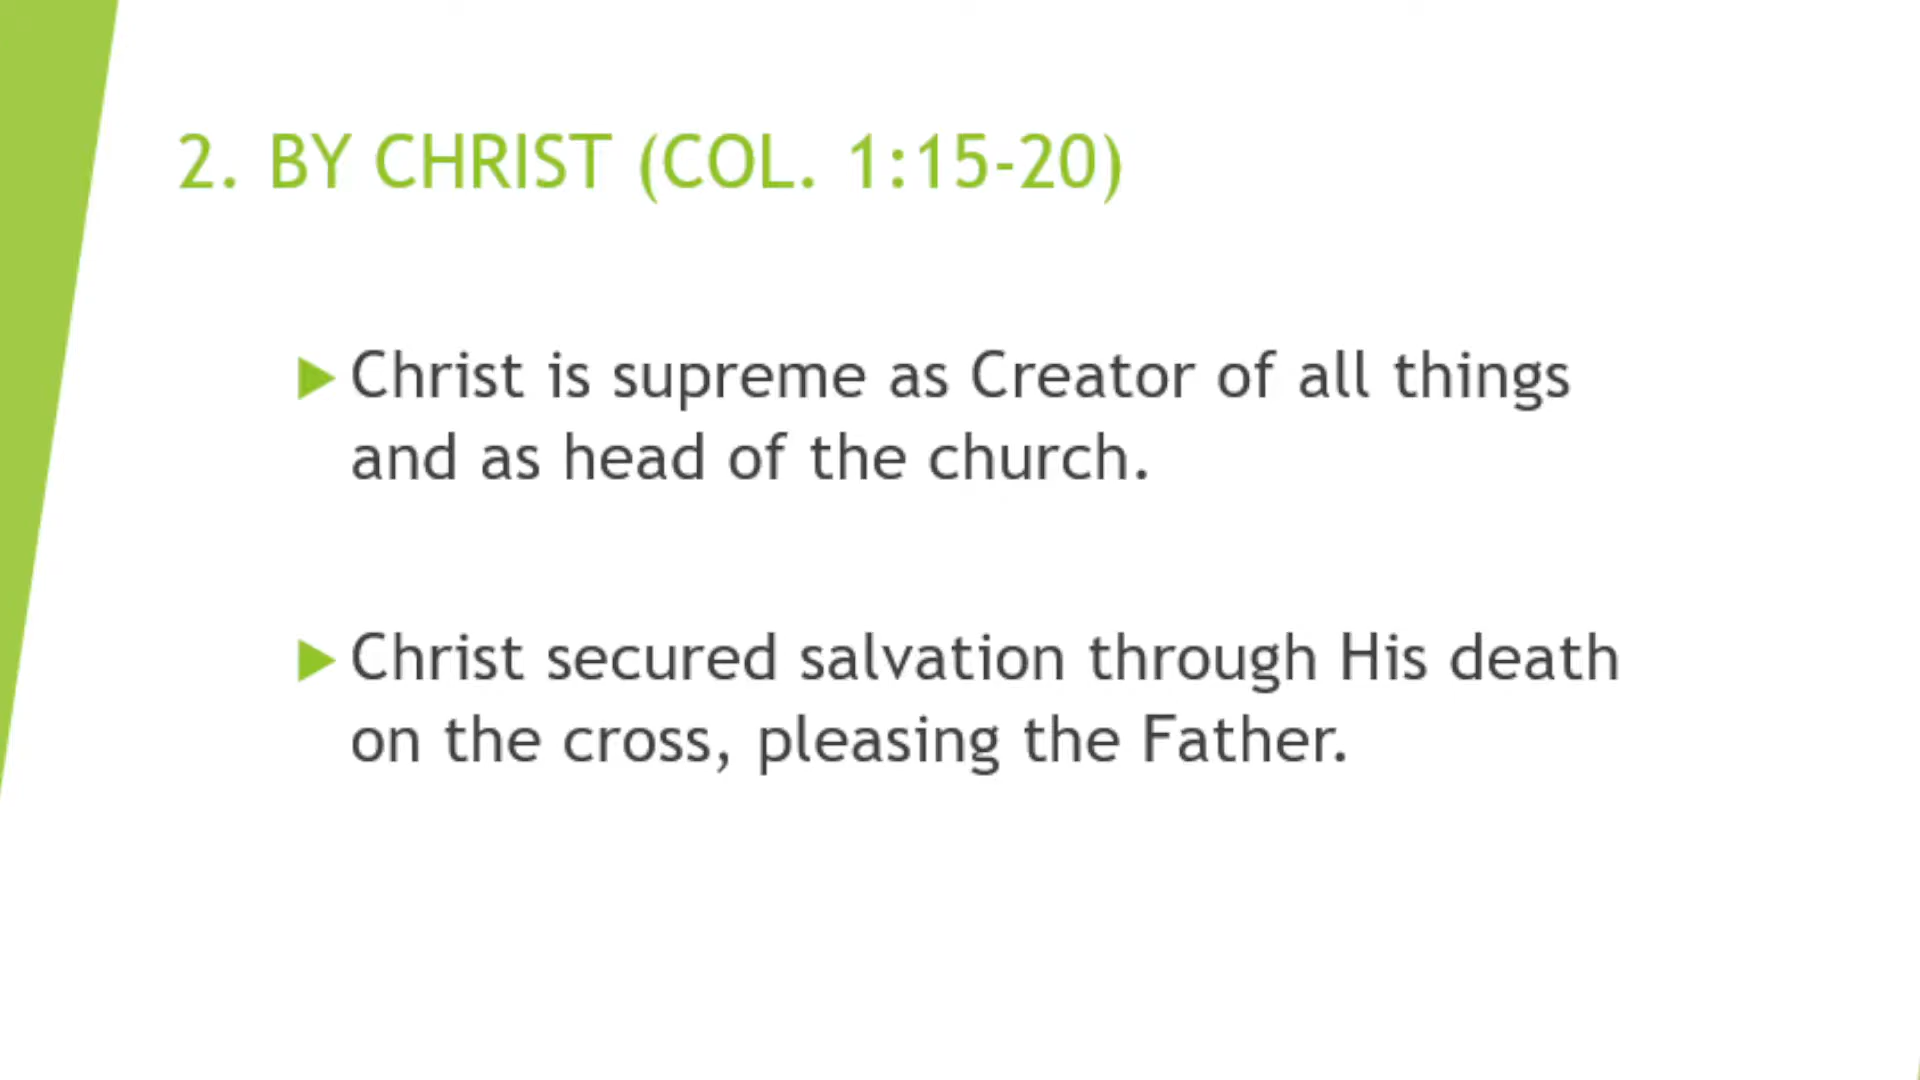 2. BY CHRIST (COL. 1:15-20)
Christ is supreme as Creator of all things
and as head of the church.
Christ secured salvation through His death
on the cross, pleasing the Father.